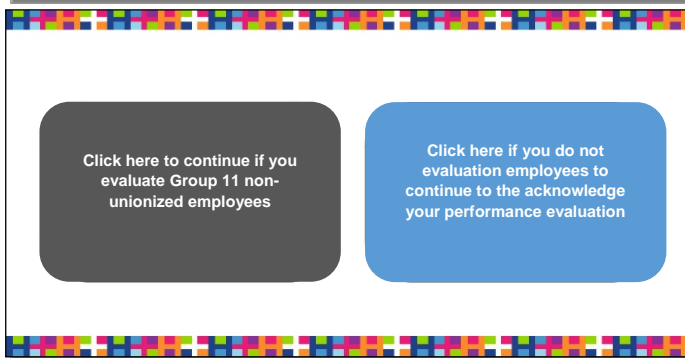 Click here to continue if you
evaluate Group 11 non-
unionized employees
Click here if you do not
evaluation employees to
continue to the acknowledge
your performance evaluation